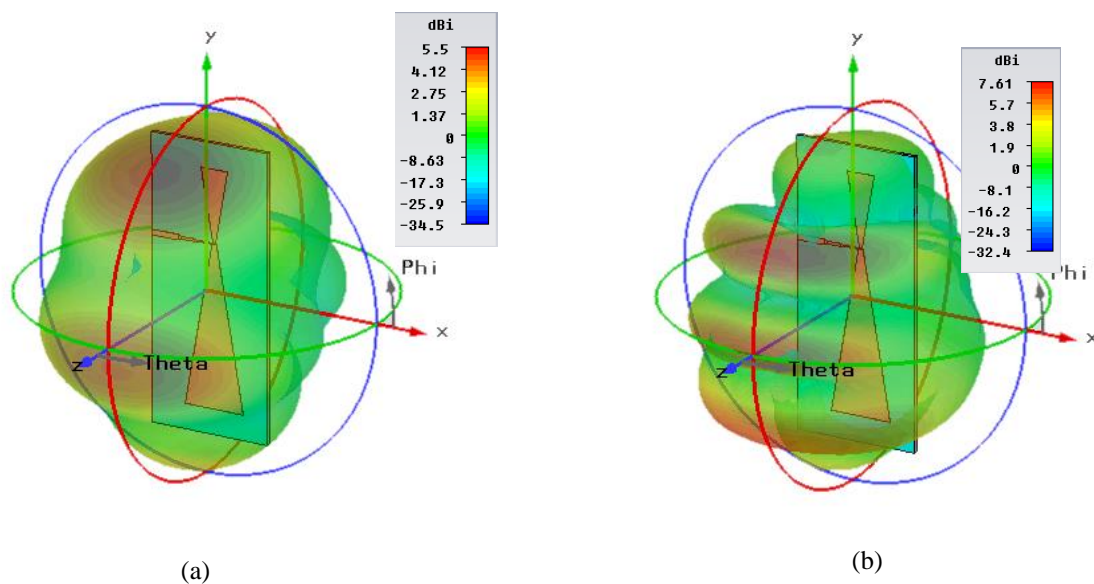 y
dBi
5.5
4.12
2.75
1.37
0
-8.63
-17.3
-25.9
-34.5
Phi
x
z
Theta
(a)
y
dBi
7.61
5.7
3.8
1.9
0
-8.1
-16.2
-24.3
-32.4
Phi
x
z
Theta
(b)